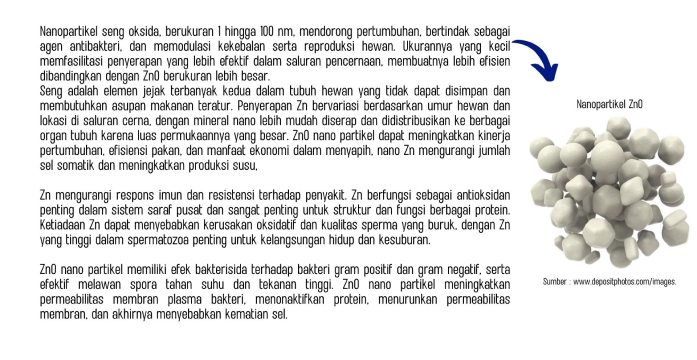 Nanopartikel seng oksida, berukuran 1 hingga 100 nm, mendorong pertumbuhan, bertindak sebagai
agen antibakteri, dan memodulasi kekebalan serta reproduksi hewan. Ukurannya yang kecil
memfasilitasi penyerapan yang lebih efektif dalam saluran pencernaan, membuatnya lebih efisien
dibandingkan dengan ZnO berukuran lebih besar.
Seng adalah elemen jejak terbanyak kedua dalam tubuh hewan yang tidak dapat disimpan dan
membutuhkan asupan makanan teratur. Penyerapan Zn bervariasi berdasarkan umur hewan dan
lokasi di saluran cerna, dengan mineral nano lebih mudah diserap dan didistribusikan ke berbagai
organ tubuh karena luas permukaannya yang besar. ZnO nano partikel dapat meningkatkan kinerja
pertumbuhan, efisiensi pakan, dan manfaat ekonomi dalam menyapih, nano Zn mengurangi jumlah
sel somatik dan meningkatkan produksi susu,
Zn mengurangi respons imun dan resistensi terhadap penyakit. Zn berfungsi sebagai antioksidan
penting dalam sistem saraf pusat dan sangat penting untuk struktur dan fungsi berbagai protein.
Ketiadaan Zn dapat menyebabkan kerusakan oksidatif dan kualitas sperma yang buruk, dengan Zn
yang tinggi dalam spermatozoa penting untuk kelangsungan hidup dan kesuburan.
ZnO nano partikel memiliki efek bakterisida terhadap bakteri gram positif dan gram negatif, serta
efektif melawan spora tahan suhu dan tekanan tinggi. ZnO nano partikel meningkatkan
permeabilitas membran plasma bakteri, menonaktifkan protein, menurunkan permeabilitas
membran, dan akhirnya menyebabkan kematian sel.
Nanopartikel ZnO
Sumber : www.depositphotos.com/images.